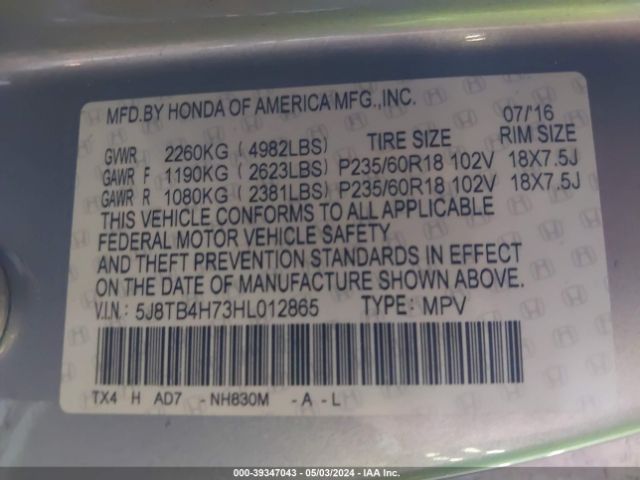 MFD.BY HONDA OF AMERICA MFG.,INC. 07/16
TIRE SIZE RIM SIZE
GVWR 2260KG (4982LBS)
GAWR F 1190KG (2623LBS) P235/60R18 102V 18X7.5J
GAWR R 1080KG (2381LBS) P235/60R18 102V 18X7.5J
THIS VEHICLE CONFORMS TO ALL APPLICABLE
FEDERAL MOTOR VEHICLE SAFETY
AND THEFT PREVENTION STANDARDS IN EFFECT
ON THE DATE OF MANUFACTURE SHOWN ABOVE.
V.I.N.: 5J8TB4H73HL012865 TYPE: MPV
TX4 H AD7 - NH830M - A - L
000-39347043 - 05/03/2024 - IAA Inc.